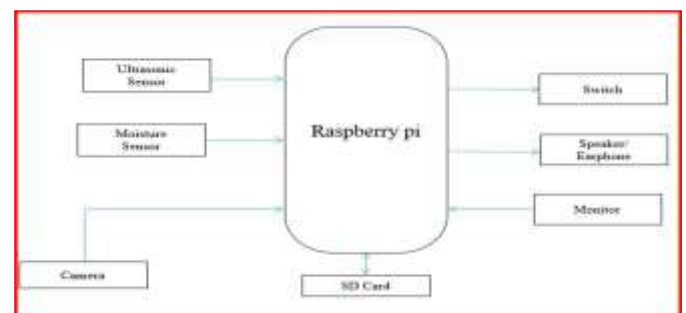 Ultrasonic
Sensor
Moisture
Sensor
Camera
Raspberry pi
SD Card
Switch
Speaker/
Earphone
Monitor